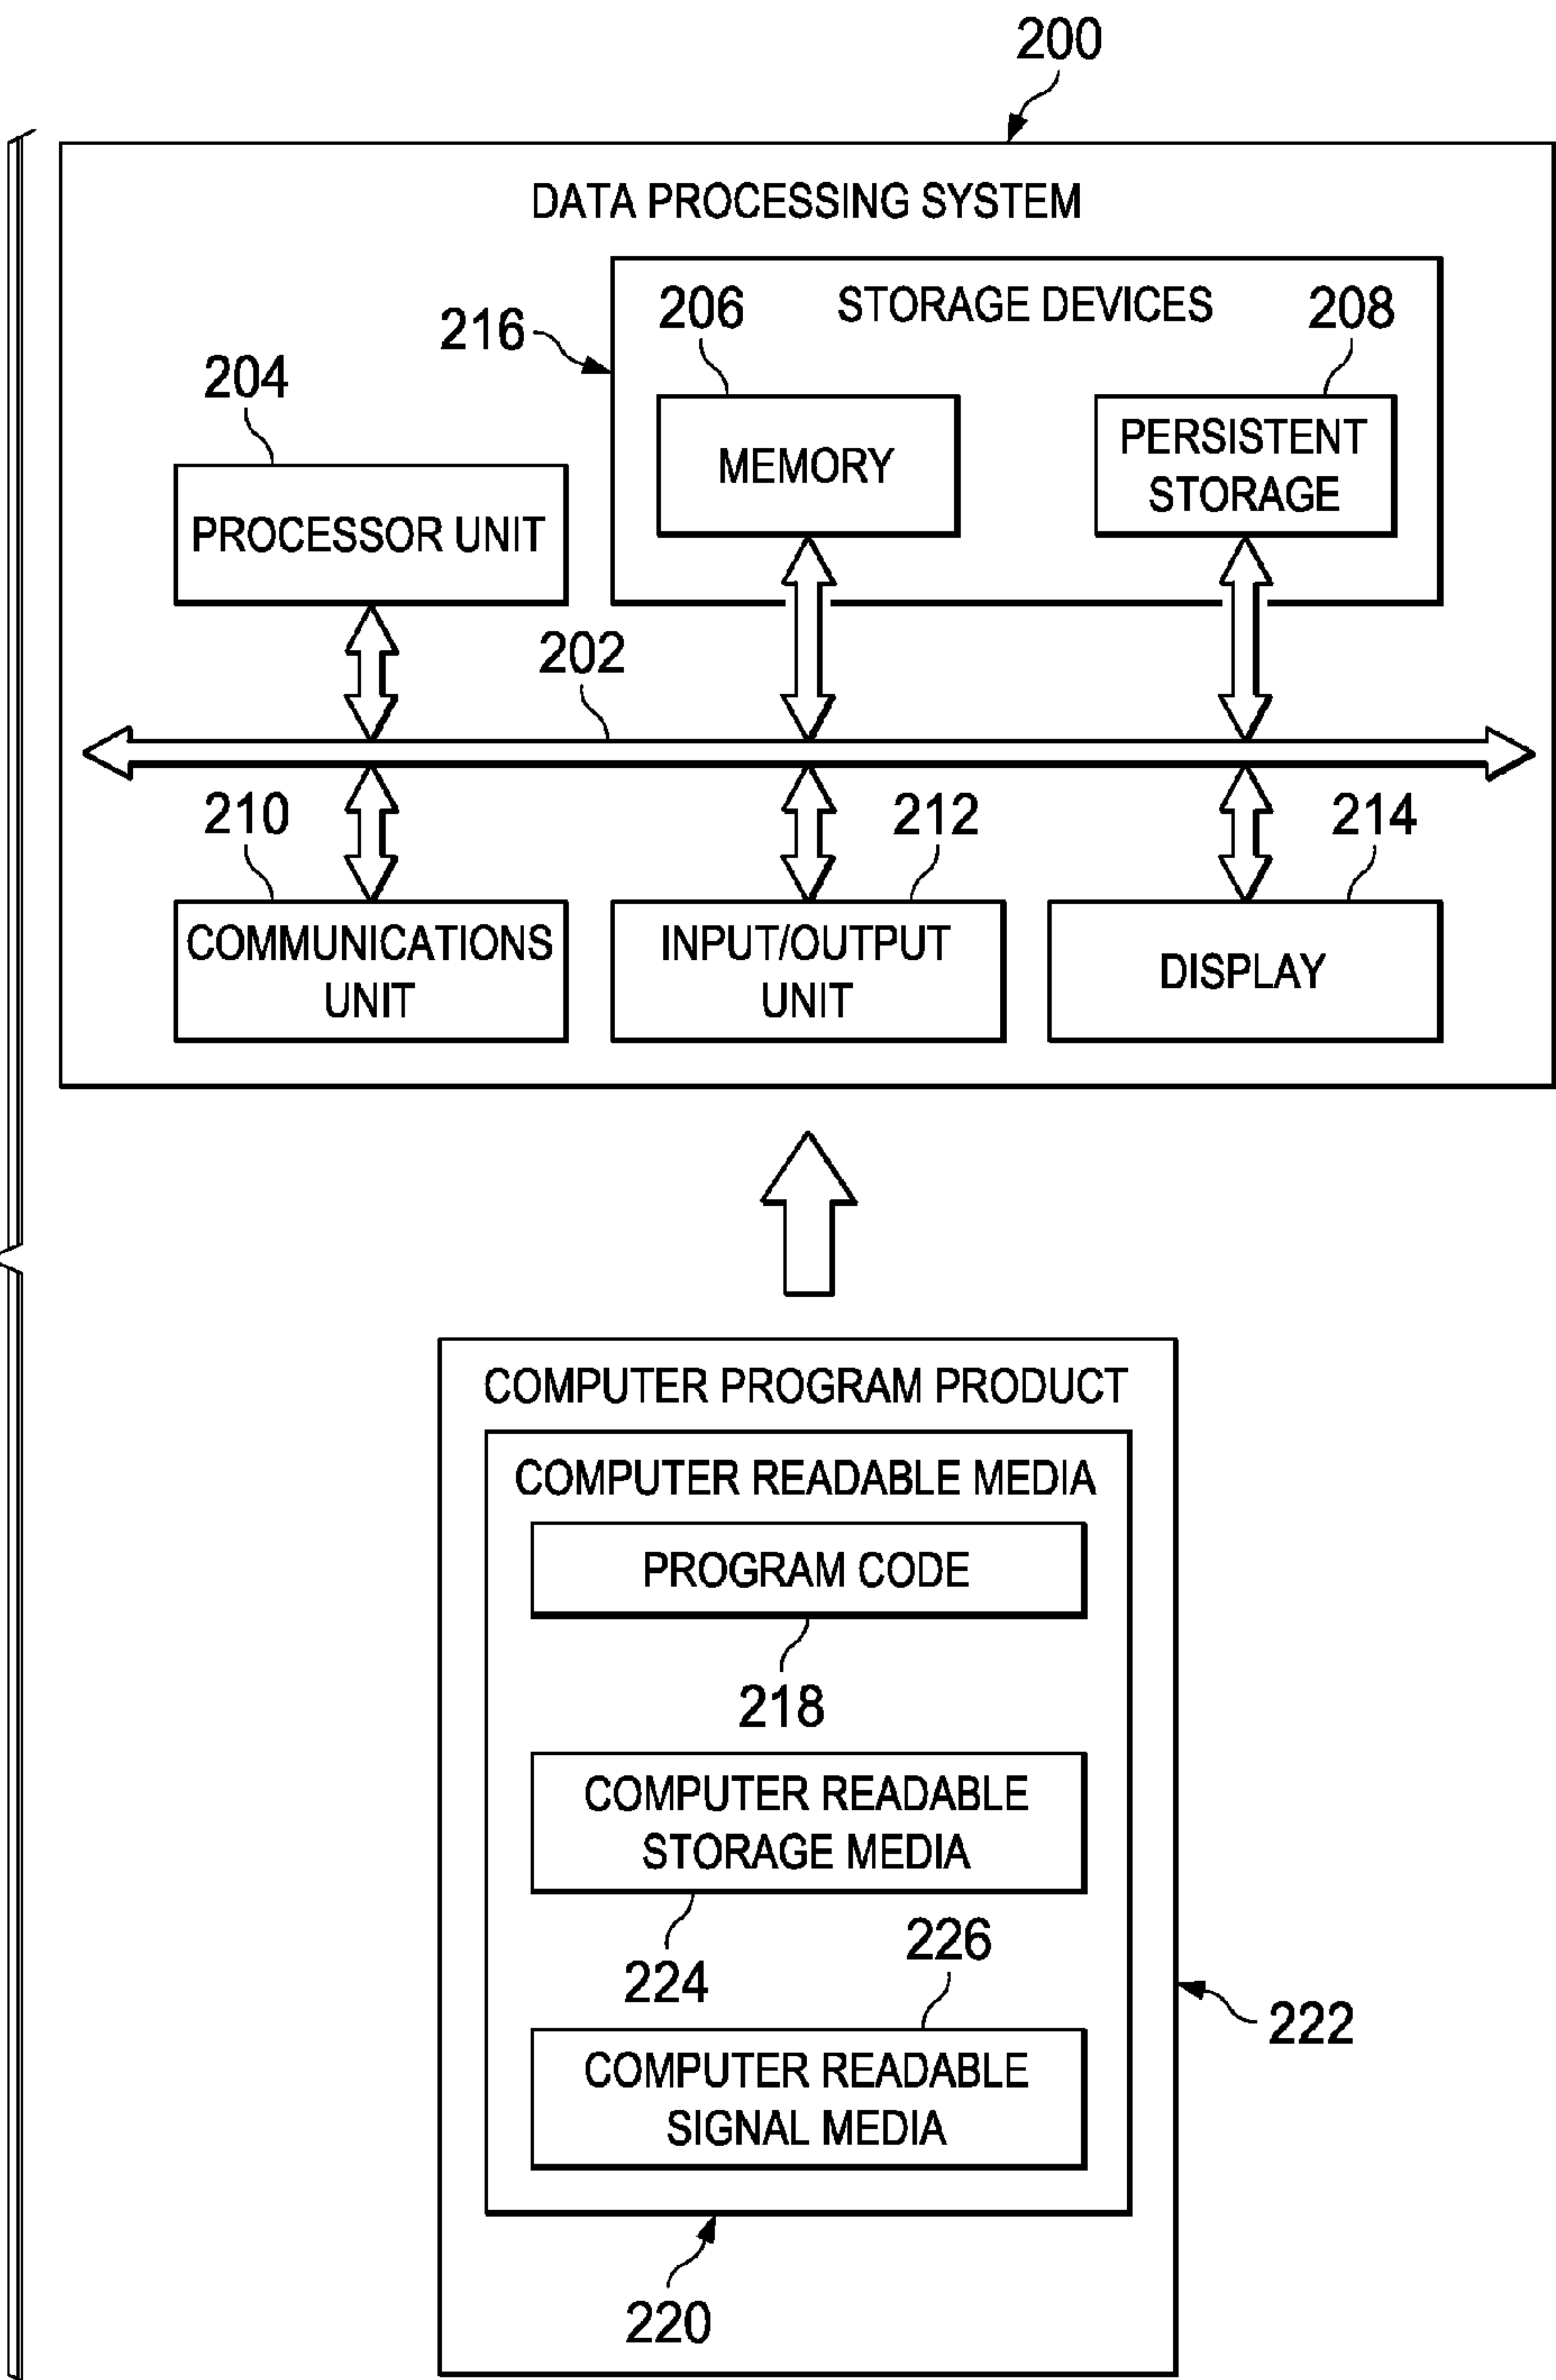 200
DATA PROCESSING SYSTEM
216
206
STORAGE DEVICES
208
204
MEMORY
PERSISTENT
STORAGE
PROCESSOR UNIT
202
210
212
214
COMMUNICATIONS
UNIT
INPUT/OUTPUT
UNIT
DISPLAY
COMPUTER PROGRAM PRODUCT
COMPUTER READABLE MEDIA
PROGRAM CODE
218
COMPUTER READABLE
STORAGE MEDIA
224
226
COMPUTER READABLE
SIGNAL MEDIA
222
220